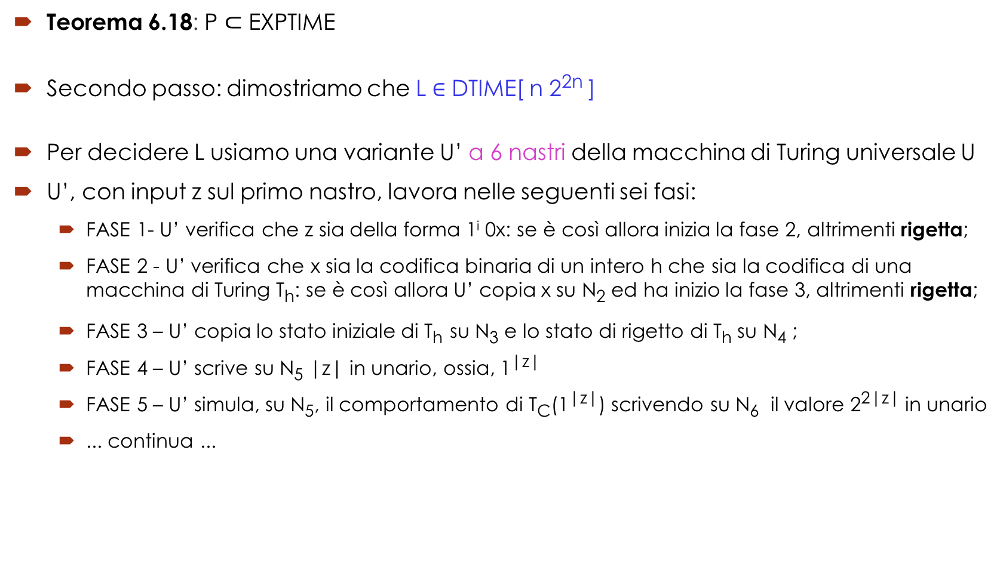 Teorema 6.18: P ⊂ EXPTIME
Secondo passo: dimostriamo che L ∈ DTIME[ n 2^2n ]
Per decidere L usiamo una variante U’ a 6 nastri della macchina di Turing universale U
U’, con input z sul primo nastro, lavora nelle seguenti sei fasi:
FASE 1- U’ verifica che z sia della forma 1^i 0x: se è così allora inizia la fase 2, altrimenti rigetta;
FASE 2 - U’ verifica che x sia la codifica binaria di un intero h che sia la codifica di una
macchina di Turing T_h: se è così allora U’ copia x su N_2 ed ha inizio la fase 3, altrimenti rigetta;
FASE 3 – U’ copia lo stato iniziale di T_h su N_3 e lo stato di rigetto di T_h su N_4 ;
FASE 4 – U’ scrive su N_5 |z| in unario, ossia, 1^|z|
FASE 5 – U’ simula, su N_5, il comportamento di T_C(1^|z|) scrivendo su N_6 il valore 2^2|z| in unario
... continua ...